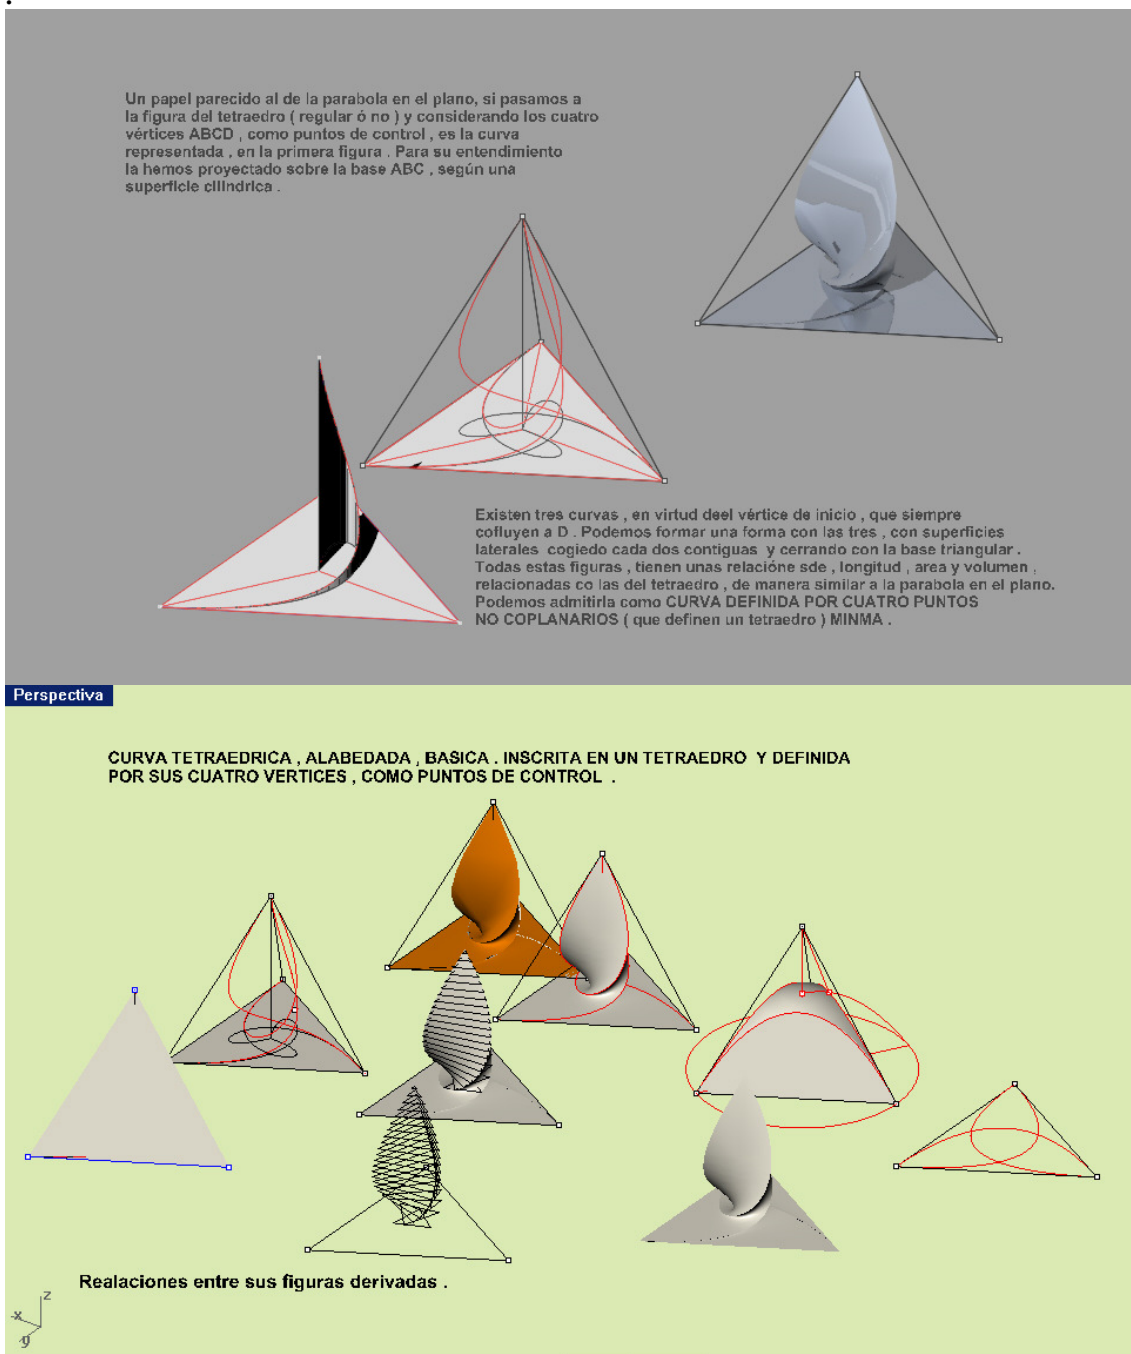 Un papel parecido al de la parabola en el plano, si pasamos a
la figura del tetraedro ( regular ó no ) y considerando los cuatro
vértices ABCD , como puntos de control , es la curva
representada , en la primera figura . Para su entendimiento
la hemos proyectado sobre la base ABC , según una
superficie cilindrica .
Existen tres curvas , en virtud deel vértice de inicio , que siempre
cofluyen a D . Podemos formar una forma con las tres , con superficies
laterales cogiedo cada dos contiguas y cerrando con la base triangular .
Todas estas figuras , tienen unas relacióne sde , longitud , area y volumen ,
relacionadas co las del tetraedro , de manera similar a la parabola en el plano.
Podemos admitirla como CURVA DEFINIDA POR CUATRO PUNTOS
NO COPLANARIOS ( que definen un tetraedro ) MINMA .
Perspectiva
CURVA TETRAEDRICA , ALABEDADA , BASICA . INSCRITA EN UN TETRAEDRO Y DEFINIDA
POR SUS CUATRO VERTICES , COMO PUNTOS DE CONTROL .
Realaciones entre sus figuras derivadas .
z
x
y